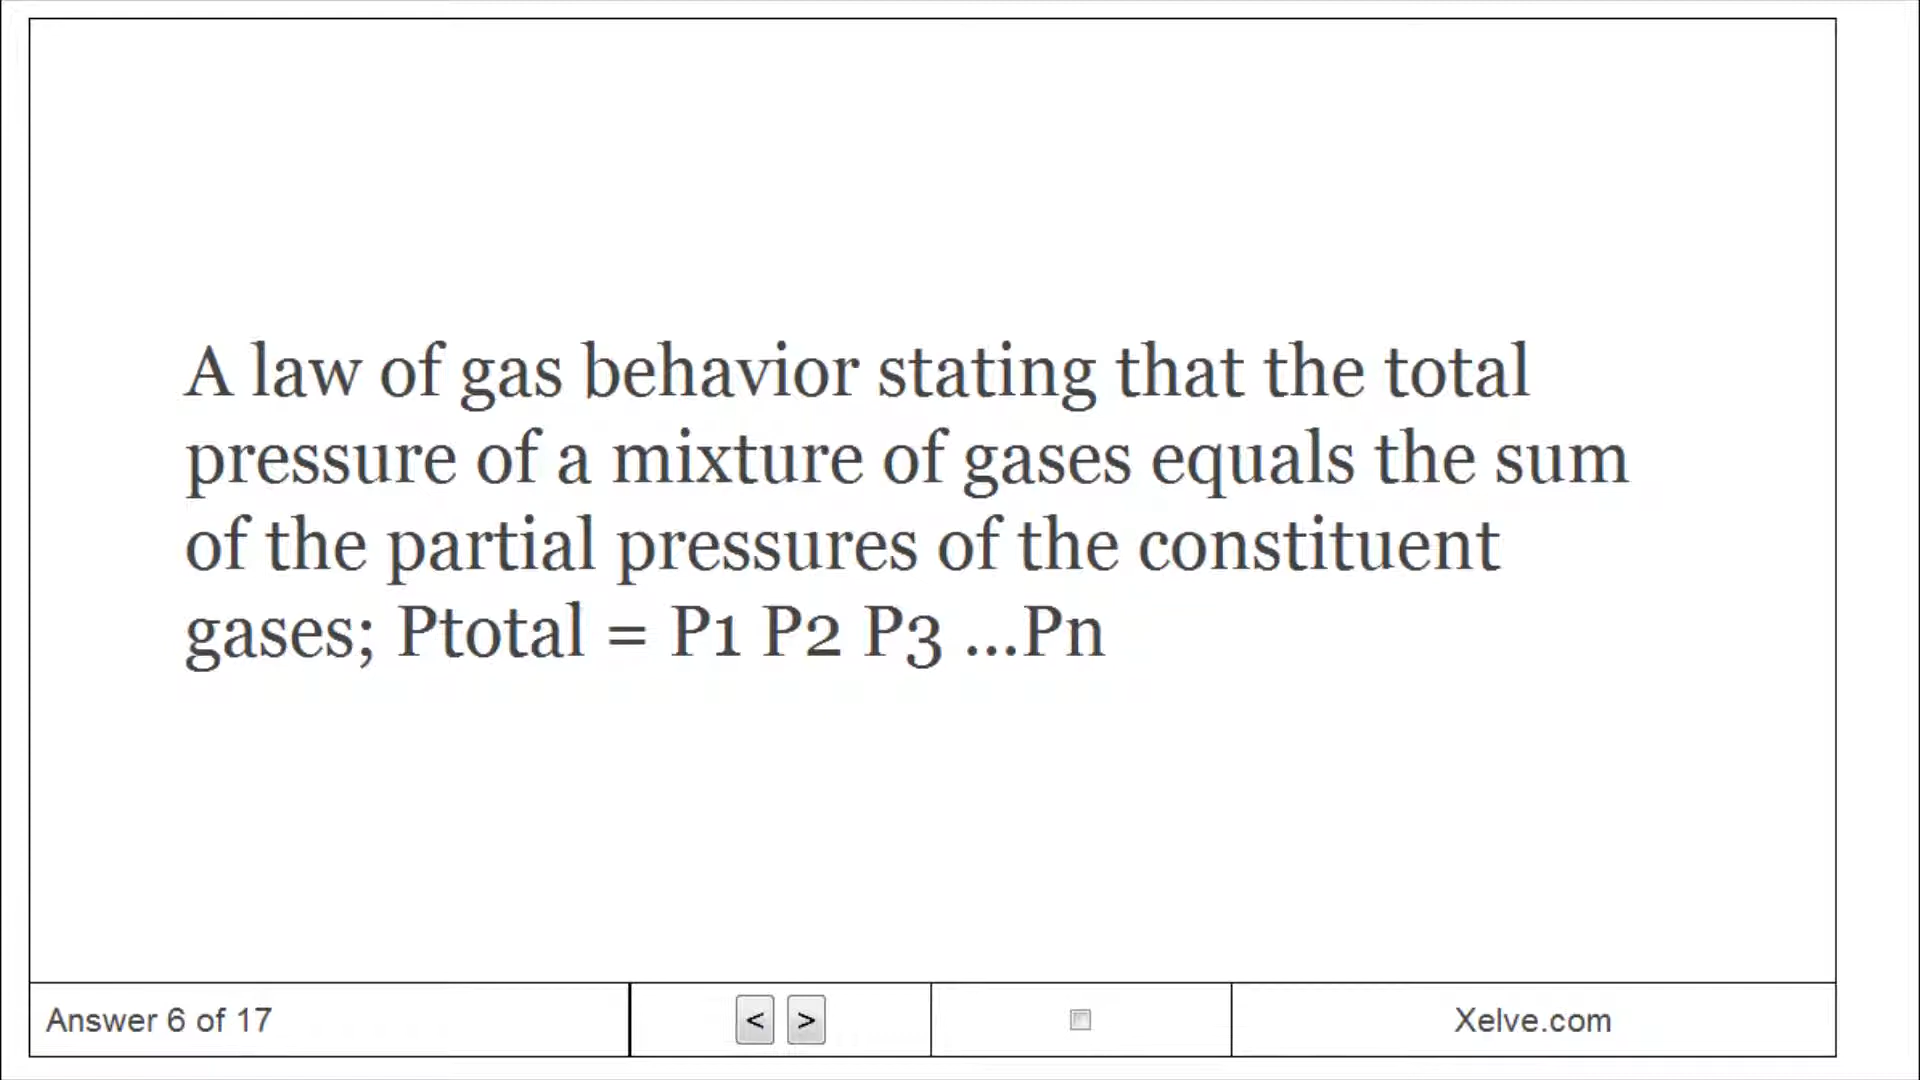 A law of gas behavior stating that the total
pressure of a mixture of gases equals the sum
of the partial pressures of the constituent
gases; Ptotal = P1 P2 P3 ...Pn
Answer 6 of 17
< >
Xelve.com